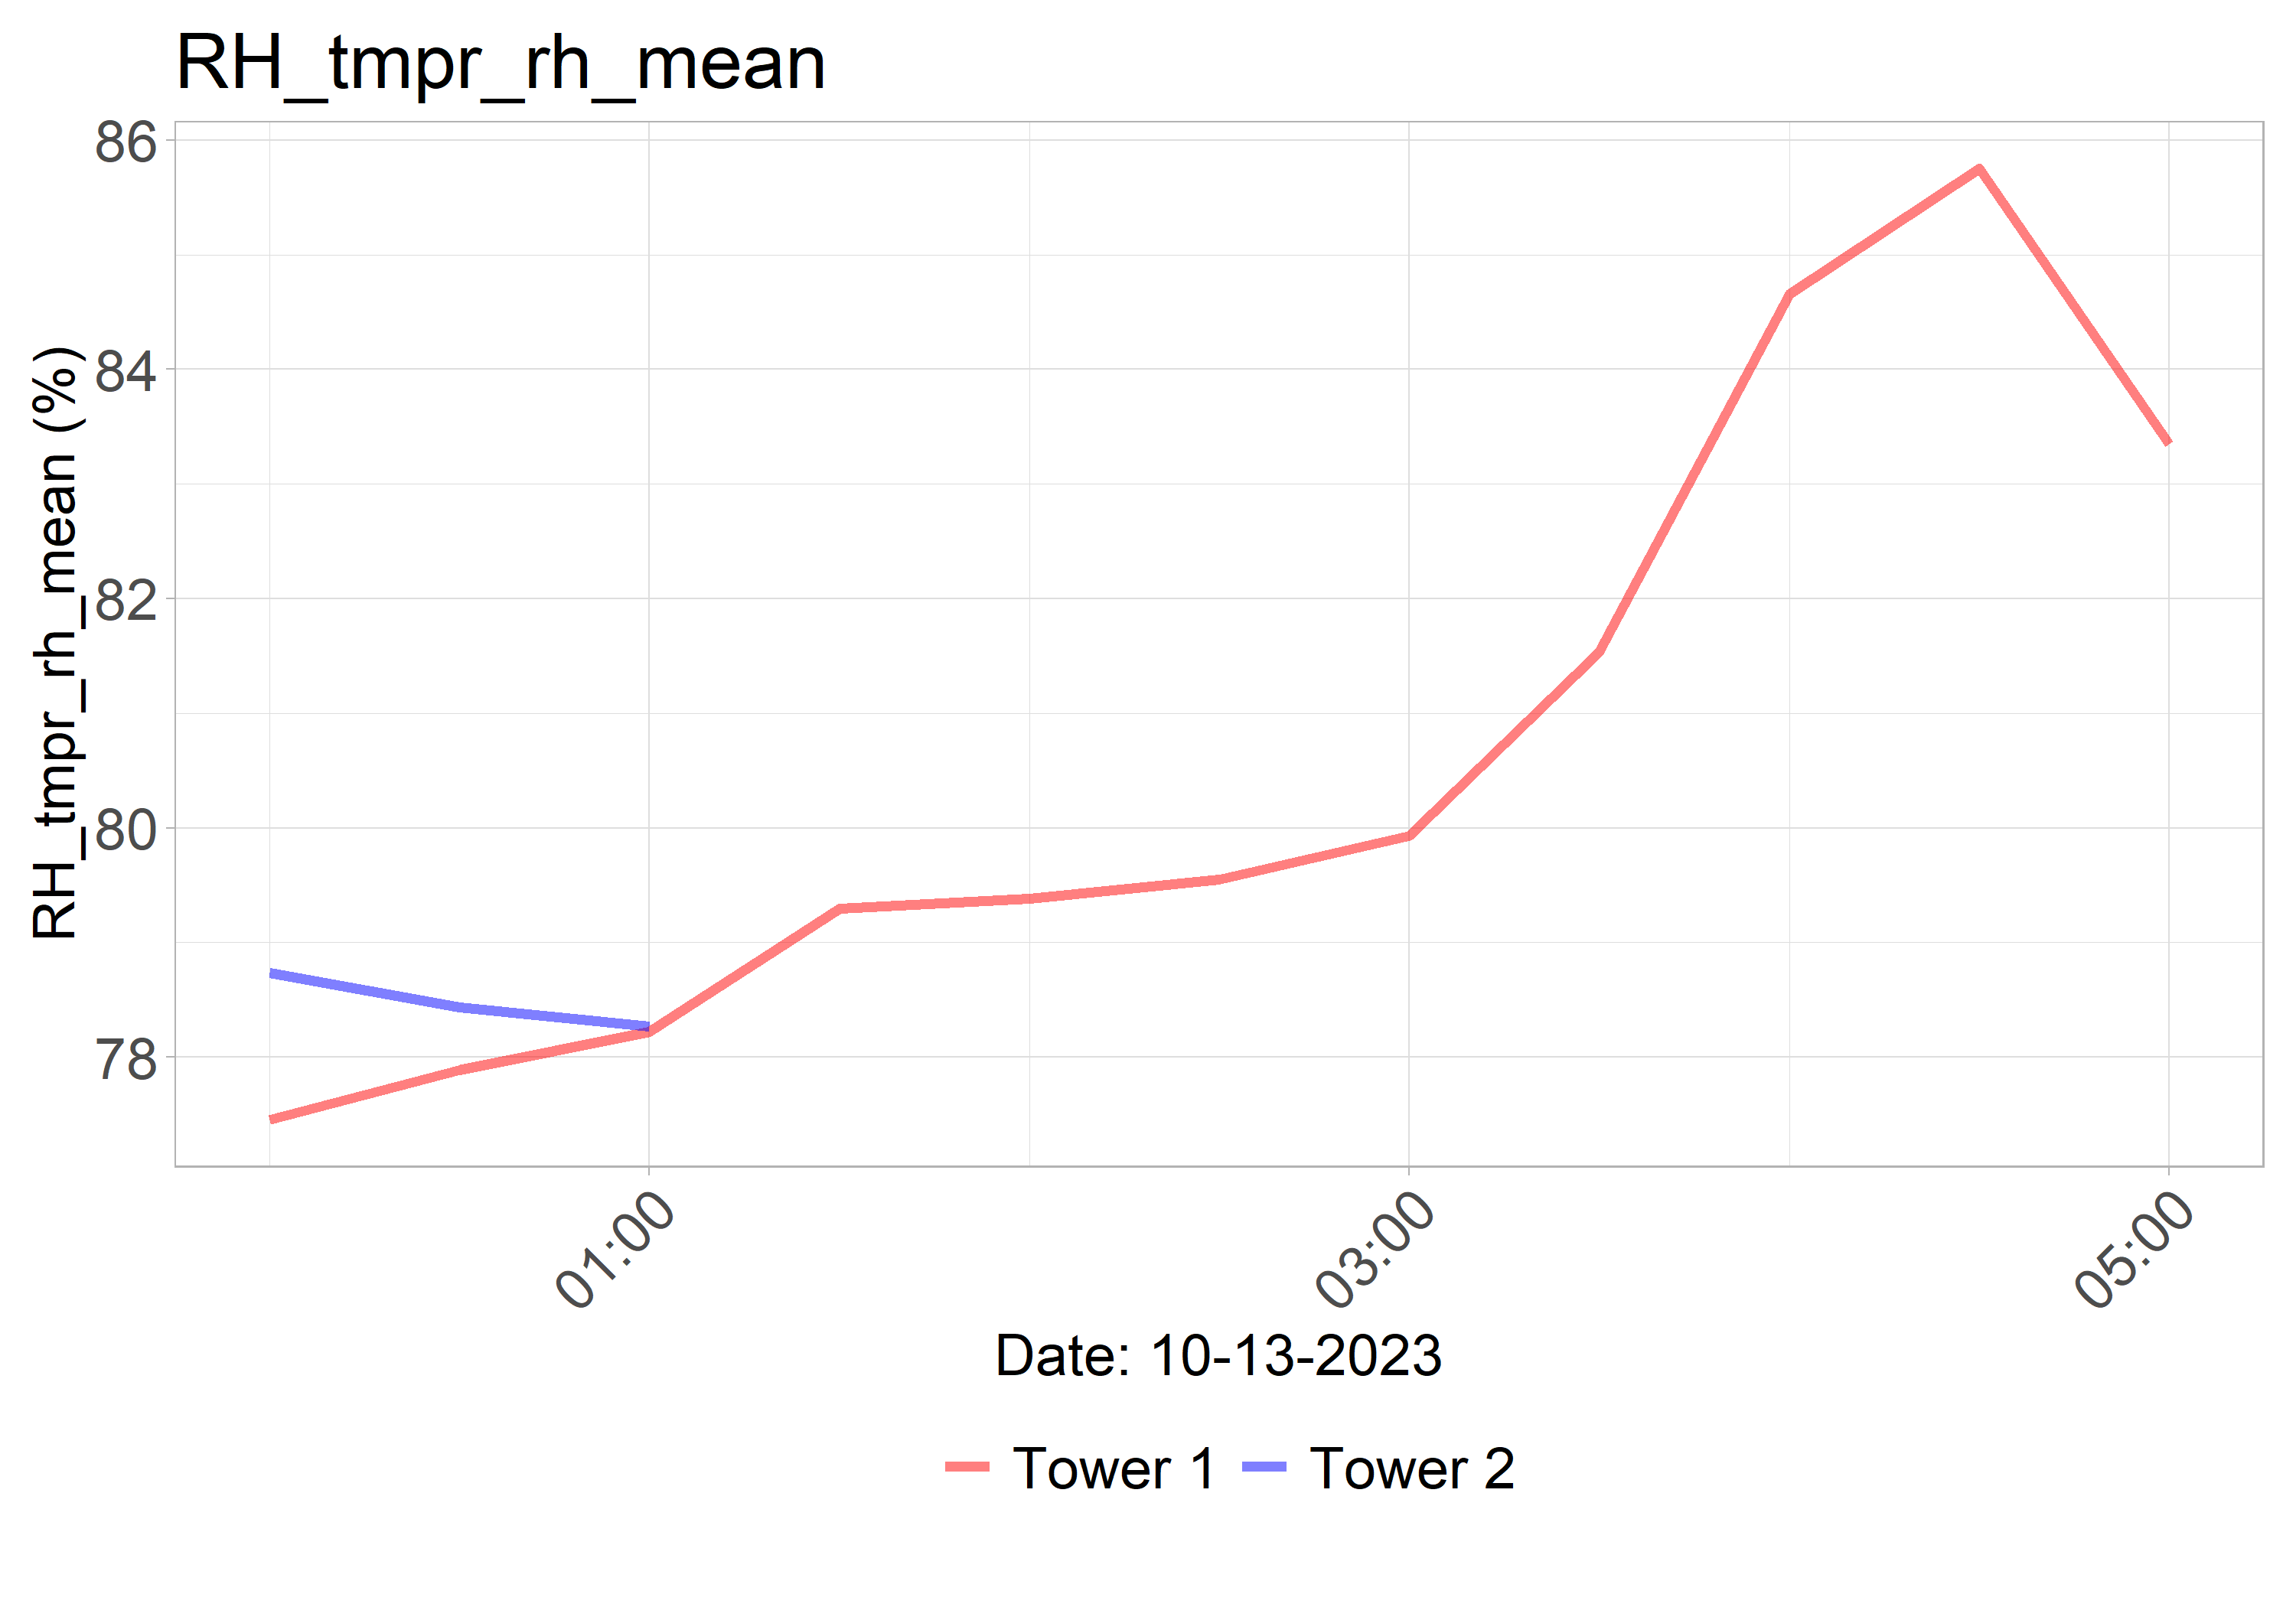 RH_tmpr_rh_mean
RH_tmpr_rh_mean (%)
86
84
82
80
78
01:00 03:00 05:00
Date: 10-13-2023
Tower 1 Tower 2